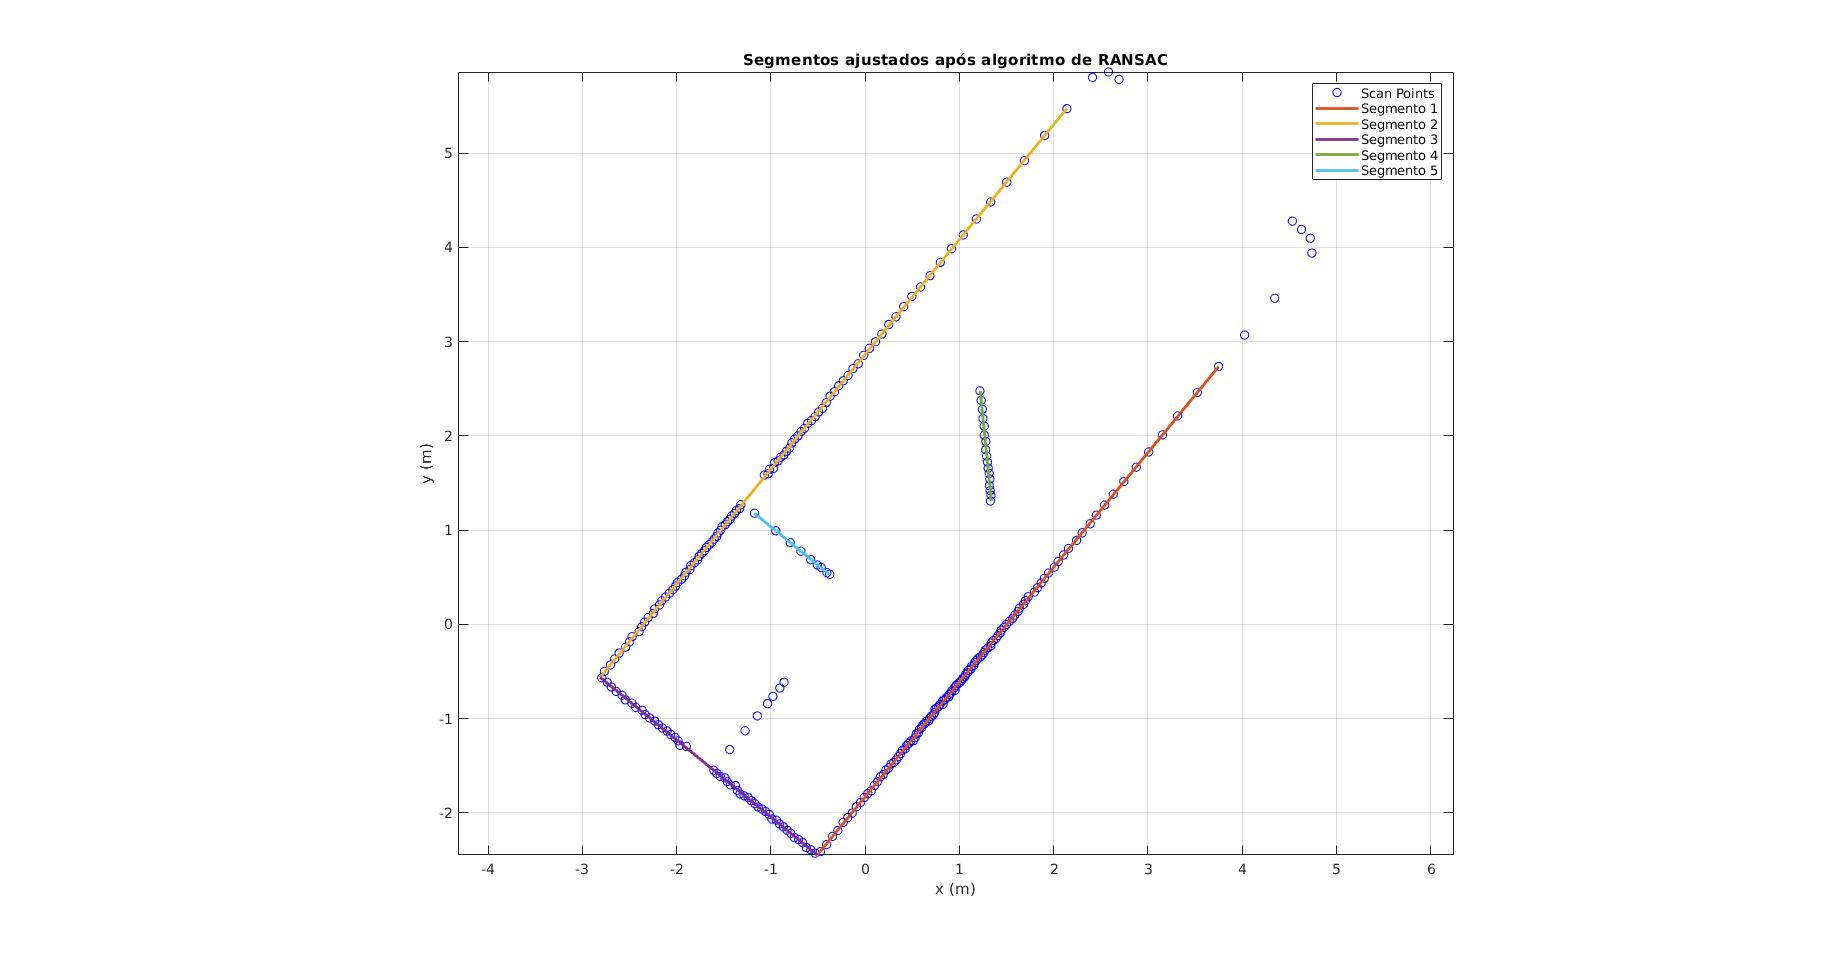 Segmentos ajustados após algoritmo de RANSAC
Scan Points
Segmento 1
Segmento 2
Segmento 3
Segmento 4
Segmento 5
5
4
3
2
1
0
-1
-2
y (m)
-4 -3 -2 -1 0 1 2 3 4 5 6
x (m)